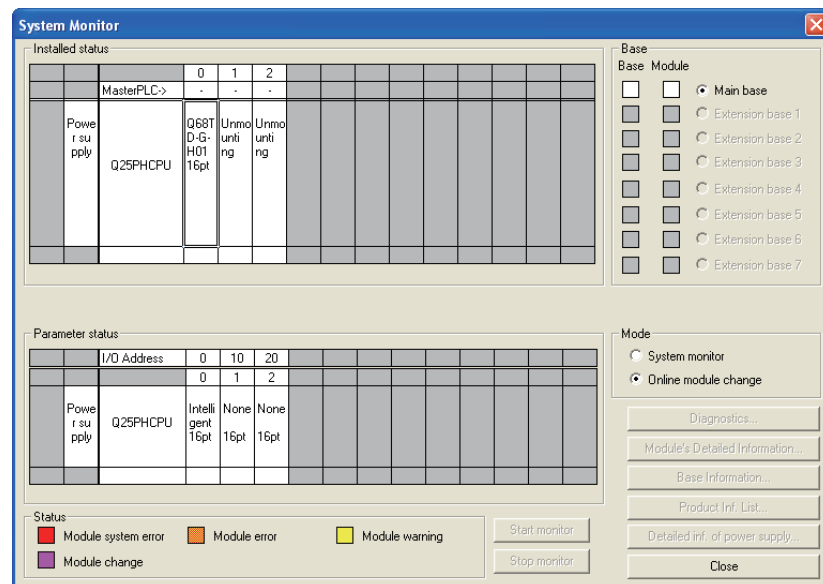 System Monitor
Installed status
0 1 2
MasterPLC-> - - -
Powe
r su
pply
Q25PHCPU
Q68T
D-G-
H01
16pt
Unmo
unti
ng
Unmo
unti
ng
Base
Base Module
Main base
Extension base 1
Extension base 2
Extension base 3
Extension base 4
Extension base 5
Extension base 6
Extension base 7
Parameter status
I/O Address 0 10 20
0 1 2
Powe
r su
pply
Q25PHCPU
Intelli
gent
16pt
None
16pt
None
16pt
Mode
System monitor
Online module change
Diagnostics...
Module's Detailed Information...
Base Information...
Product Inf. List...
Detailed inf. of power supply...
Close
Status
Module system error
Module error
Module warning
Module change
Start monitor
Stop monitor